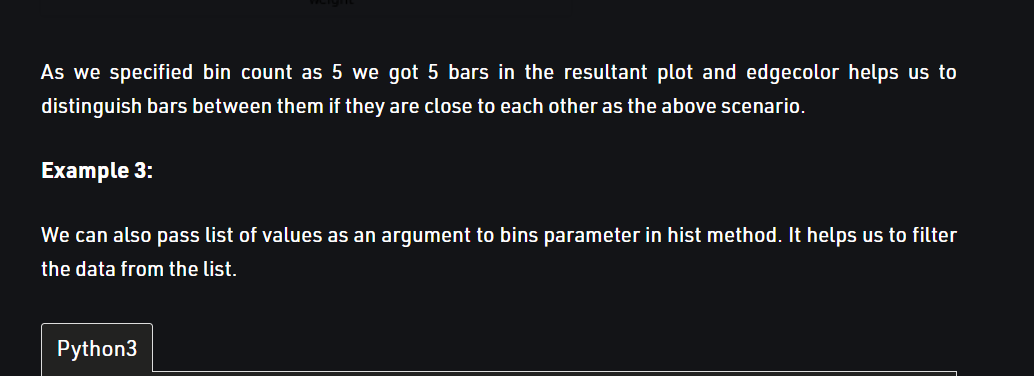 As we specified bin count as 5 we got 5 bars in the resultant plot and edgecolor helps us to
distinguish bars between them if they are close to each other as the above scenario.
Example 3:
We can also pass list of values as an argument to bins parameter in hist method. It helps us to filter
the data from the list.
Python3